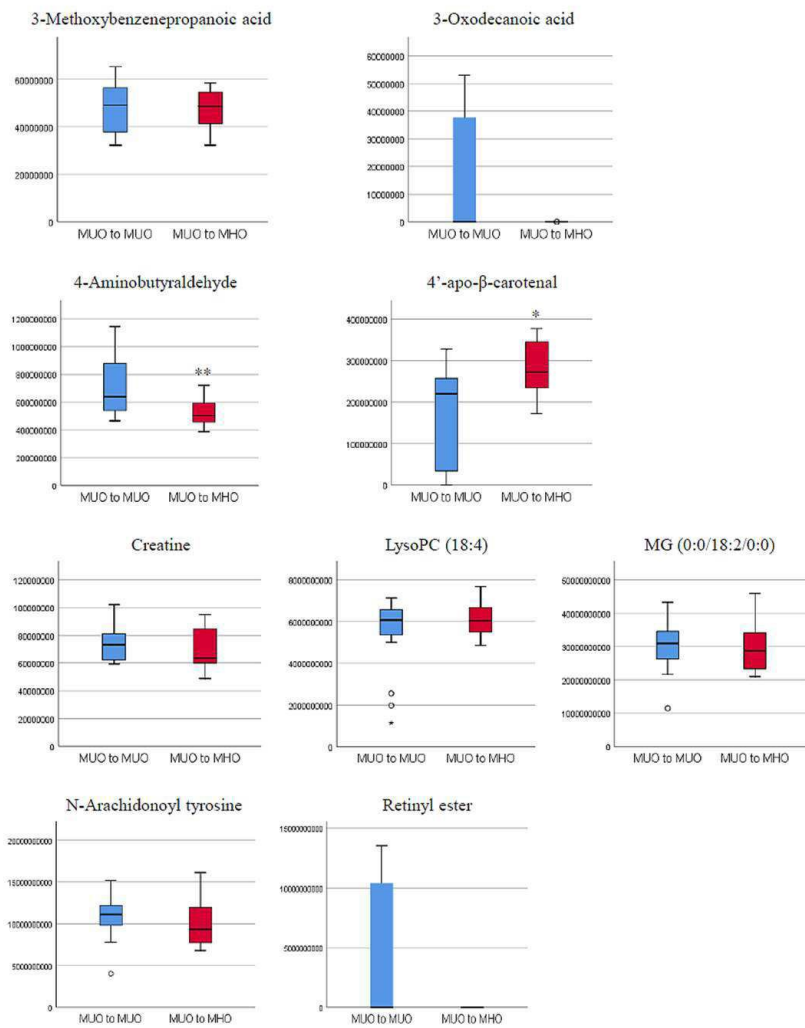 3-Methoxybenzenepropanoic acid
60000000
40000000
20000000
0
MUO to MUO MUO to MHO
3-Oxodecanoic acid
60000000
50000000
40000000
30000000
20000000
10000000
0
MUO to MUO MUO to MHO
4-Aminobutyraldehyde
1200000000
1000000000
800000000
600000000
400000000
200000000
0
**
MUO to MUO MUO to MHO
4’-apo-β-carotenal
400000000
300000000
200000000
100000000
0
*
MUO to MUO MUO to MHO
Creatine
120000000
100000000
80000000
60000000
40000000
20000000
0
MUO to MUO MUO to MHO
LysoPC (18:4)
8000000000
6000000000
4000000000
2000000000
0
MUO to MUO MUO to MHO
MG (0:0/18:2/0:0)
50000000000
40000000000
30000000000
20000000000
10000000000
MUO to MUO MUO to MHO
N-Arachidonoyl tyrosine
20000000000
15000000000
10000000000
5000000000
0
MUO to MUO MUO to MHO
Retinyl ester
15000000000
10000000000
5000000000
0
MUO to MUO MUO to MHO